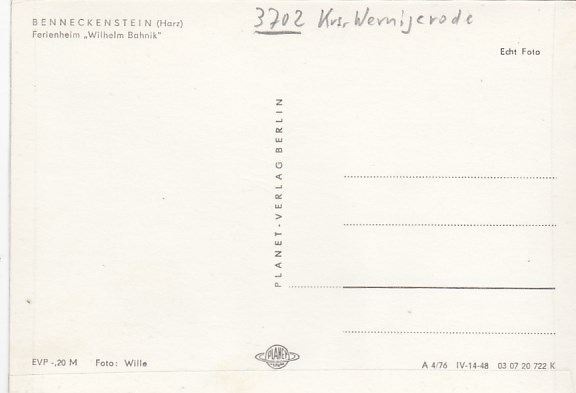 3702 Krs. Wernigerode
BENNECKENSTEIN (Harz)
Ferienheim „Wilhelm Bahnik"
Echt Foto
PLANET-VERLAG BERLIN
EVP -,20 M Foto: Wille
PLANET
A 4/76 IV-14-48 03 07 20 722 K